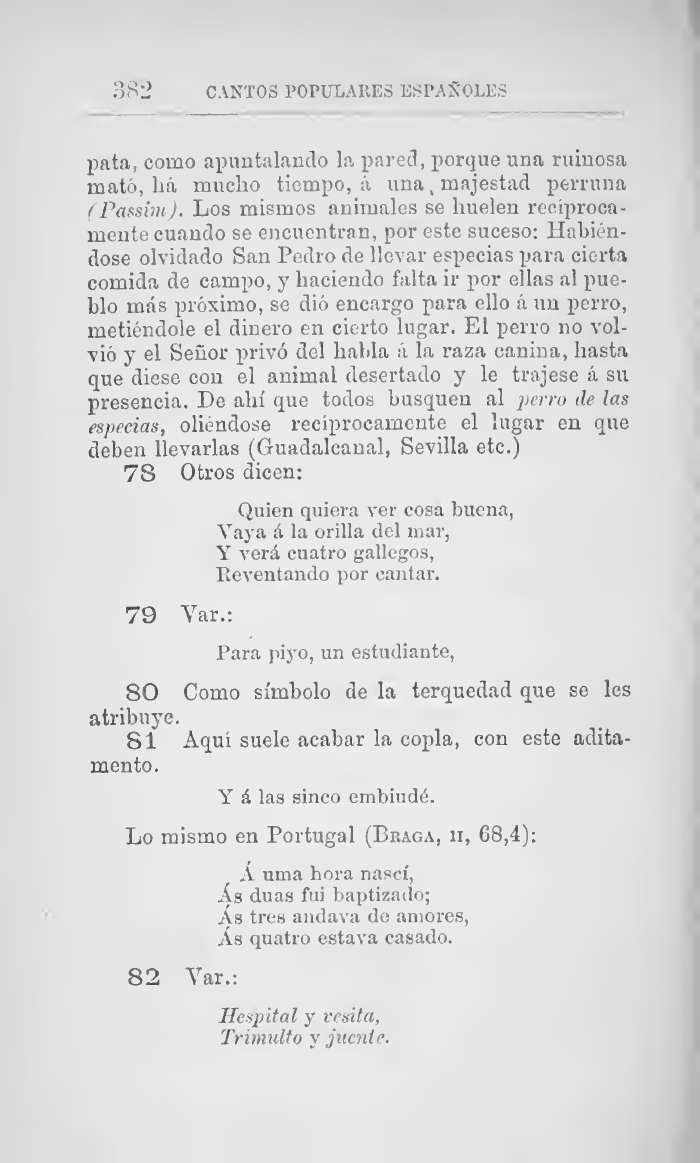 382 CANTOS POPULARES ESPAÑOLES
pata, como apuntalando la pared, porque una ruinosa
mató, há mucho tiempo, á una majestad perruna
(Passim). Los mismos animales se huelen recíproca-
mente cuando se encuentran, por este suceso: Habién-
dose olvidado San Pedro de llevar especias para cierta
comida de campo, y haciendo falta ir por ellas al pue-
blo más próximo, se dió encargo para ello á un perro,
metiéndole el dinero en cierto lugar. El perro no vol-
vió y el Señor privó del habla á la raza canina, hasta
que diese con el animal desertado y le trajese á su
presencia. De ahí que todos busquen al perro de las
especias, oliéndose recíprocamente el lugar en que
deben llevarlas (Guadalcanal, Sevilla etc.)
78 Otros dicen:
Quien quiera ver cosa buena,
Vaya á la orilla del mar,
Y verá cuatro gallegos,
Reventando por cantar.
79 Var.:
Para piyo, un estudiante,
80 Como símbolo de la terquedad que se les
atribuye.
81 Aquí suele acabar la copla, con este adita-
mento.
Y á las sinco embiudé.
Lo mismo en Portugal (BRAGA, II, 68,4):
Á uma hora nascí,
Ás duas fui baptizado;
Ás tres andava de amores,
Ás quatro estava casado.
82 Var.:
Hespital y vesita,
Trimulto y juente.